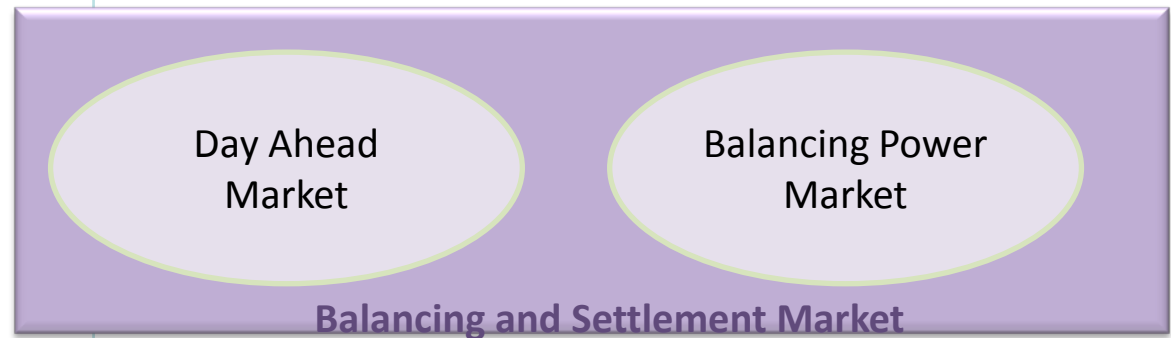 Day Ahead
Market
Balancing Power
Market
Balancing and Settlement Market